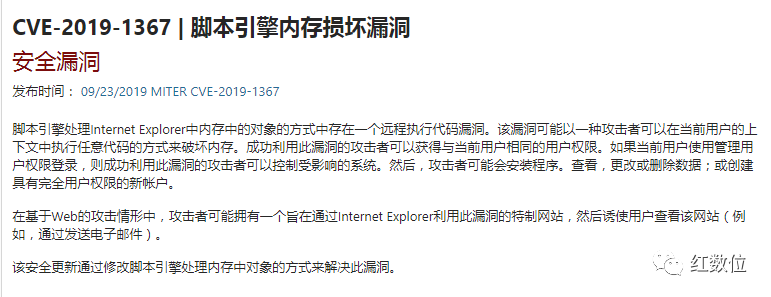 CVE-2019-1367 | 脚本引擎内存损坏漏洞
安全漏洞
发布时间： 09/23/2019 MITER CVE-2019-1367
脚本引擎处理Internet Explorer中内存中的对象的方式中存在一个远程执行代码漏洞。该漏洞可能以一种攻击者可以在当前用户的上
下文中执行任意代码的方式来破坏内存。成功利用此漏洞的攻击者可以获得与当前用户相同的用户权限。如果当前用户使用管理用
户权限登录，则成功利用此漏洞的攻击者可以控制受影响的系统。然后，攻击者可能会安装程序。查看，更改或删除数据；或创建
具有完全用户权限的新帐户。
在基于Web的攻击情形中，攻击者可能拥有一个旨在通过Internet Explorer利用此漏洞的特制网站，然后诱使用户查看该网站（例
如，通过发送电子邮件）。
该安全更新通过修改脚本引擎处理内存中对象的方式来解决此漏洞。
红数位